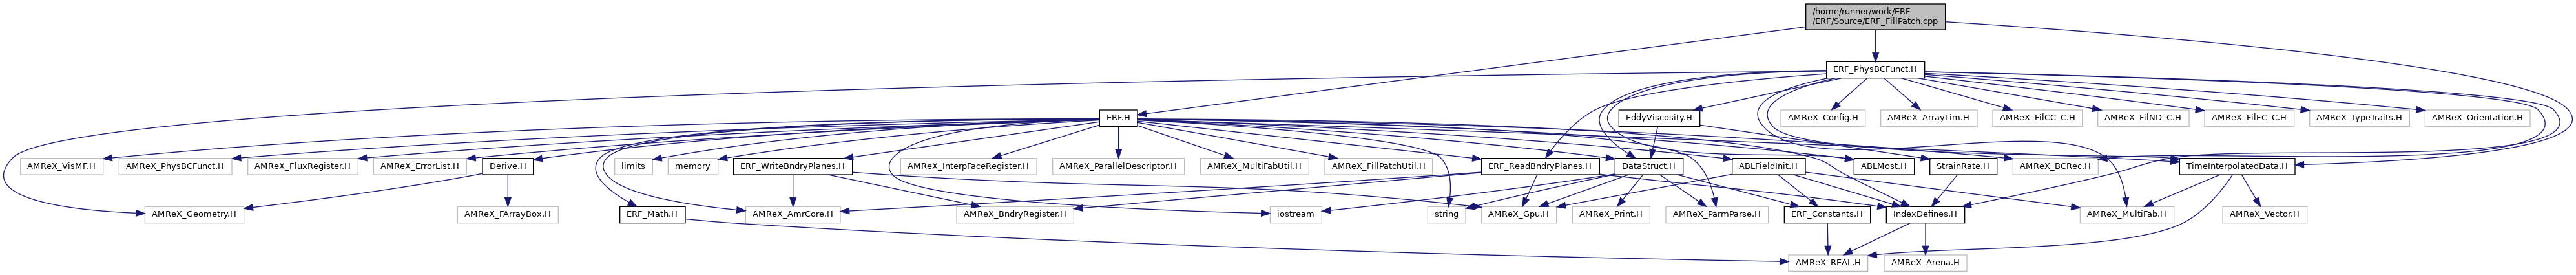 /home/runner/work/ERF
/ERF/Source/ERF_FillPatch.cpp
ERF_PhysBCFunct.H
ERF.H
EddyViscosity.H
AMReX_Config.H
AMReX_ArrayLim.H
AMReX_FilCC_C.H
AMReX_FilND_C.H
AMReX_FilFC_C.H
AMReX_TypeTraits.H
AMReX_Orientation.H
AMReX_VisMF.H
AMReX_PhysBCFunct.H
AMReX_FluxRegister.H
AMReX_ErrorList.H
Derive.H
limits
memory
ERF_WriteBndryPlanes.H
AMReX_InterpFaceRegister.H
AMReX_ParallelDescriptor.H
AMReX_MultiFabUtil.H
AMReX_FillPatchUtil.H
ERF_ReadBndryPlanes.H
DataStruct.H
ABLFieldInit.H
ABLMost.H
StrainRate.H
AMReX_BCRec.H
TimeInterpolatedData.H
AMReX_Geometry.H
AMReX_FArrayBox.H
ERF_Math.H
AMReX_AmrCore.H
AMReX_BndryRegister.H
iostream
string
AMReX_Gpu.H
AMReX_Print.H
AMReX_ParmParse.H
ERF_Constants.H
IndexDefines.H
AMReX_MultiFab.H
AMReX_Vector.H
AMReX_REAL.H
AMReX_Arena.H